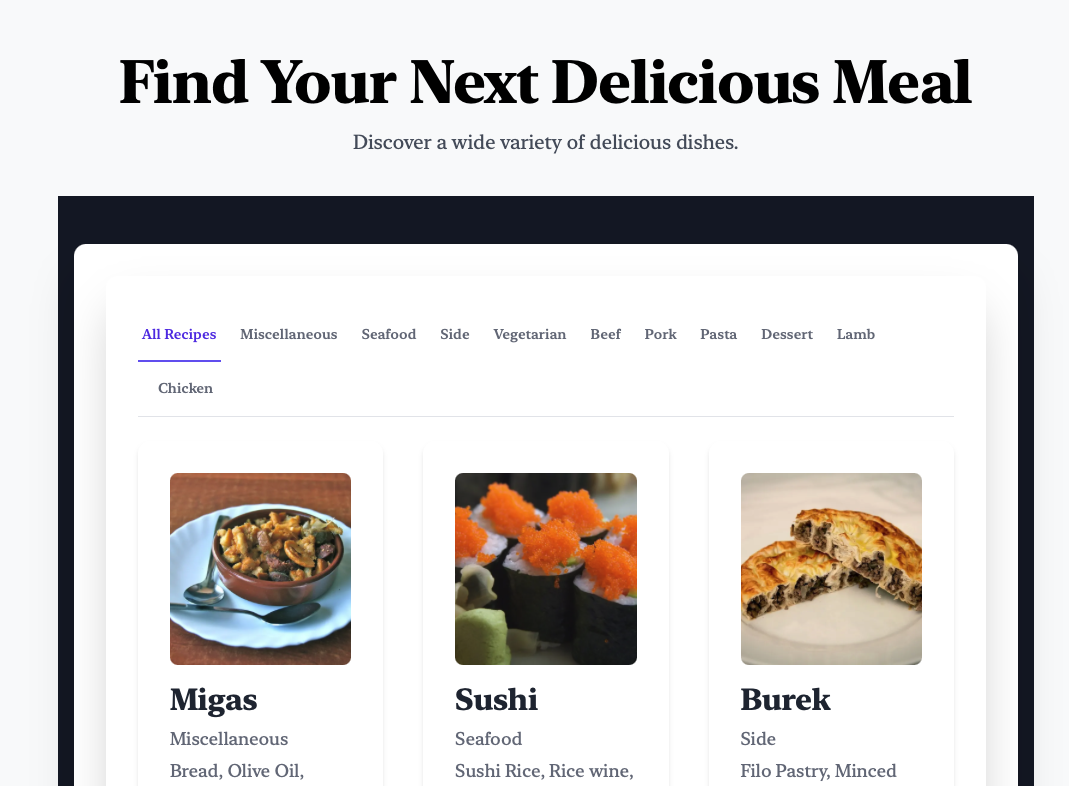 Find Your Next Delicious Meal
Discover a wide variety of delicious dishes.
All Recipes Miscellaneous Seafood Side Vegetarian Beef Pork Pasta Dessert Lamb
Chicken
Migas Sushi Burek
Miscellaneous Seafood Side
Bread, Olive Oil, Sushi Rice, Rice wine, Filo Pastry, Minced